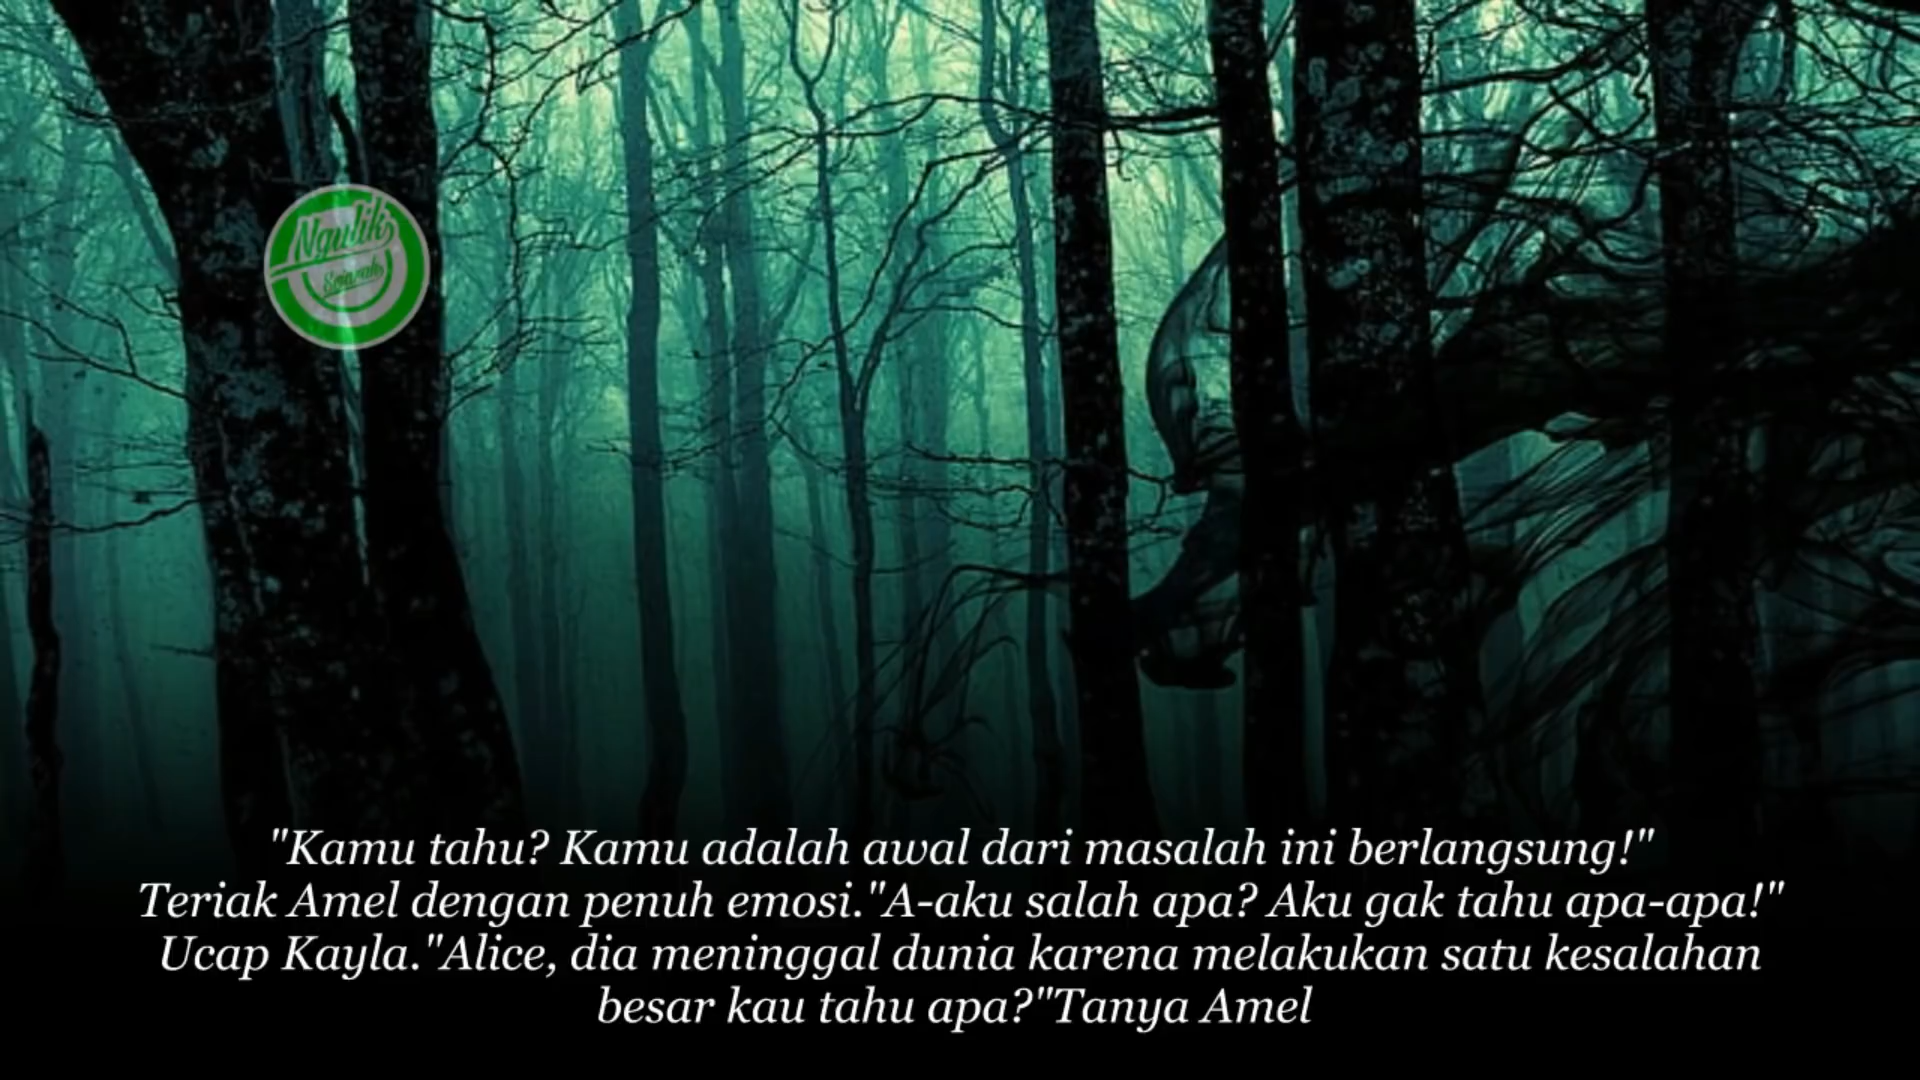 Ngulik
Sejarah
"Kamu tahu? Kamu adalah awal dari masalah ini berlangsung!"
Teriak Amel dengan penuh emosi."A-aku salah apa? Aku gak tahu apa-apa!"
Ucap Kayla."Alice, dia meninggal dunia karena melakukan satu kesalahan
besar kau tahu apa?"Tanya Amel